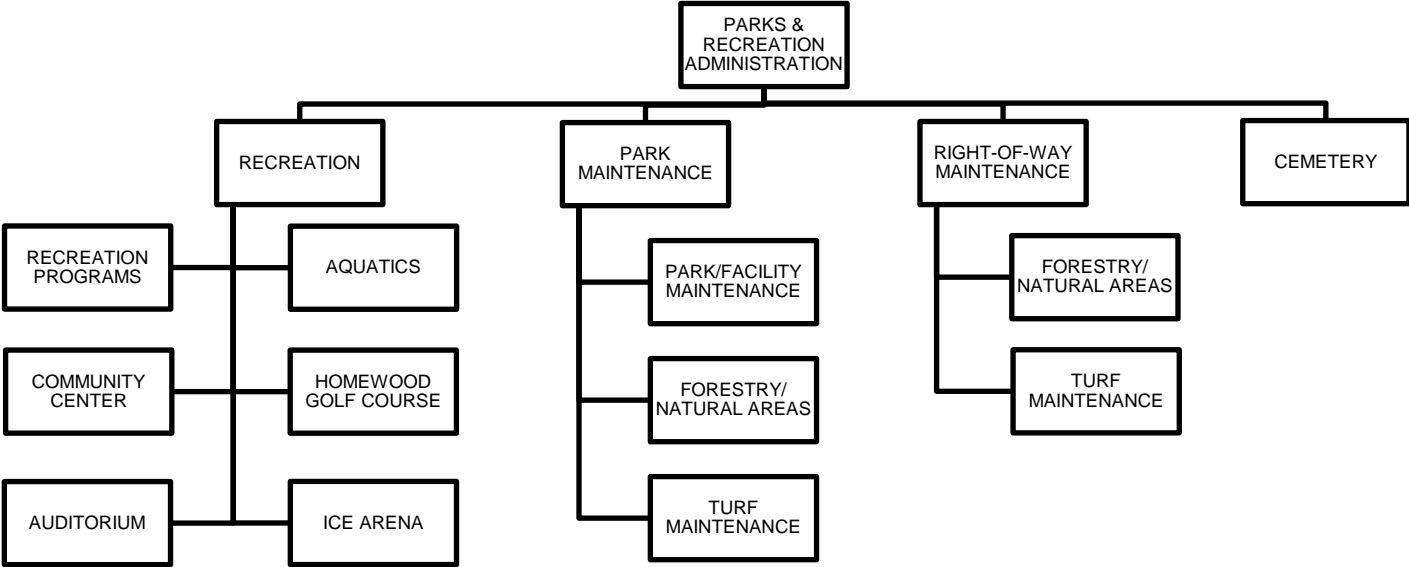 PARKS &
RECREATION
ADMINISTRATION
RECREATION
PARK
MAINTENANCE
RIGHT-OF-WAY
MAINTENANCE
CEMETERY
RECREATION
PROGRAMS
AQUATICS
COMMUNITY
CENTER
HOMEWOOD
GOLF COURSE
AUDITORIUM
ICE ARENA
PARK/FACILITY
MAINTENANCE
FORESTRY/
NATURAL AREAS
TURF
MAINTENANCE
FORESTRY/
NATURAL AREAS
TURF
MAINTENANCE